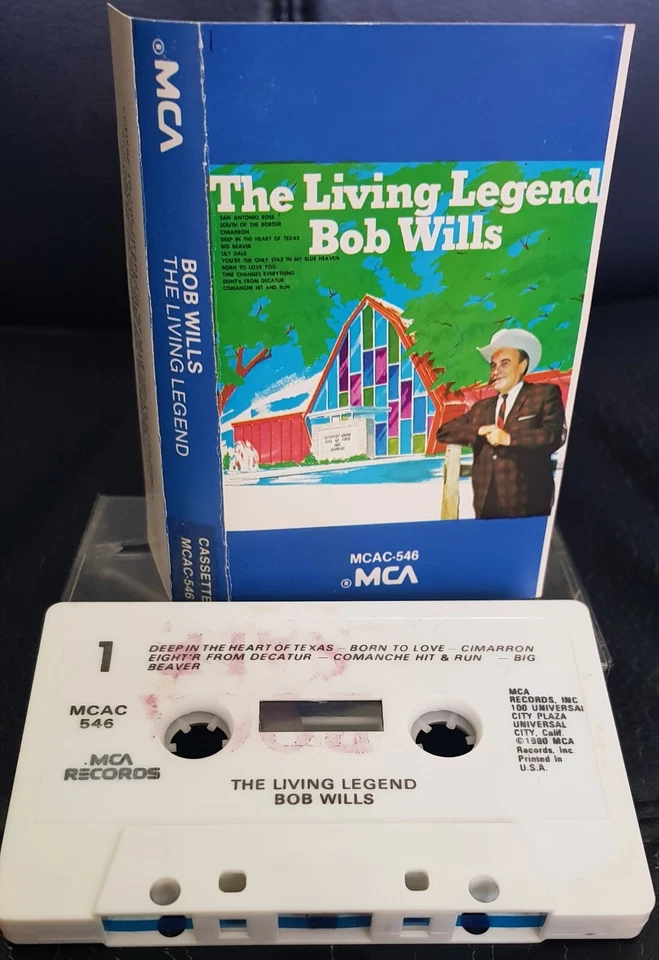 ® MCA
BOB WILLS
THE LIVING LEGEND
CASSETTE
MCAC-546
The Living Legend
Bob Wills
SAN ANTONIO ROSE
SOUTH OF THE BORDER
CIMARRON
DEEP IN THE HEART OF TEXAS
BIG BEAVER
LILY DALE
YOU'RE THE ONLY STAR IN MY BLUE HEAVEN
BORN TO LOVE YOU
TIME CHANGES EVERYTHING
EIGHT'R FROM DECATUR
COMANCHE HIT AND RUN
MCAC-546
® MCA
1
DEEP IN THE HEART OF TEXAS – BORN TO LOVE – CIMARRON
EIGHT'R FROM DECATUR – COMANCHE HIT & RUN – BIG
BEAVER
MCAC
546
MCA
RECORDS
MCA
RECORDS, INC
100 UNIVERSAL
CITY PLAZA
UNIVERSAL
CITY, Calif.
©1980 MCA
Records, Inc.
Printed In
U.S.A.
THE LIVING LEGEND
BOB WILLS